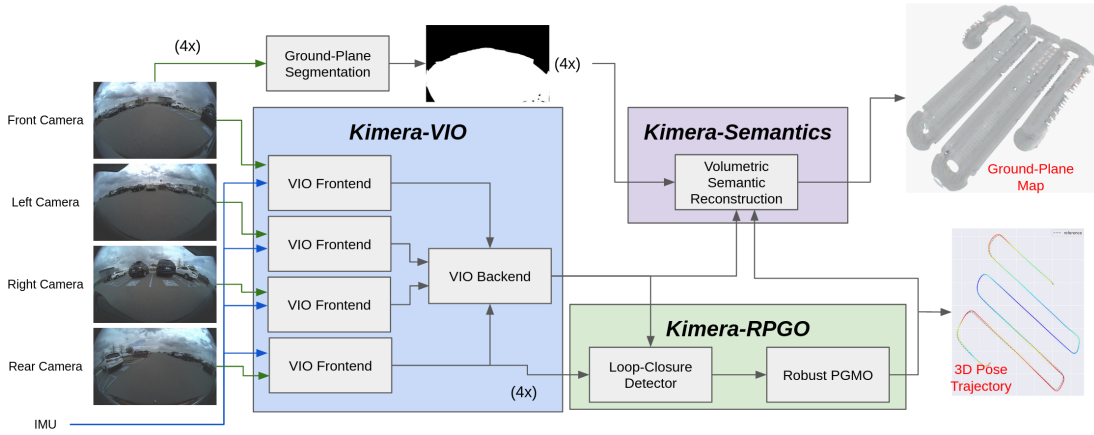 (4x)
Ground-Plane
Segmentation
(4x)
Front Camera
Left Camera
Right Camera
Rear Camera
IMU
Kimera-VIO
VIO Frontend
VIO Frontend
VIO Frontend
VIO Frontend
VIO Backend
(4x)
Kimera-Semantics
Volumetric
Semantic
Reconstruction
Kimera-RPGO
Loop-Closure
Detector
Robust PGMO
Ground-Plane
Map
reference
3D Pose
Trajectory